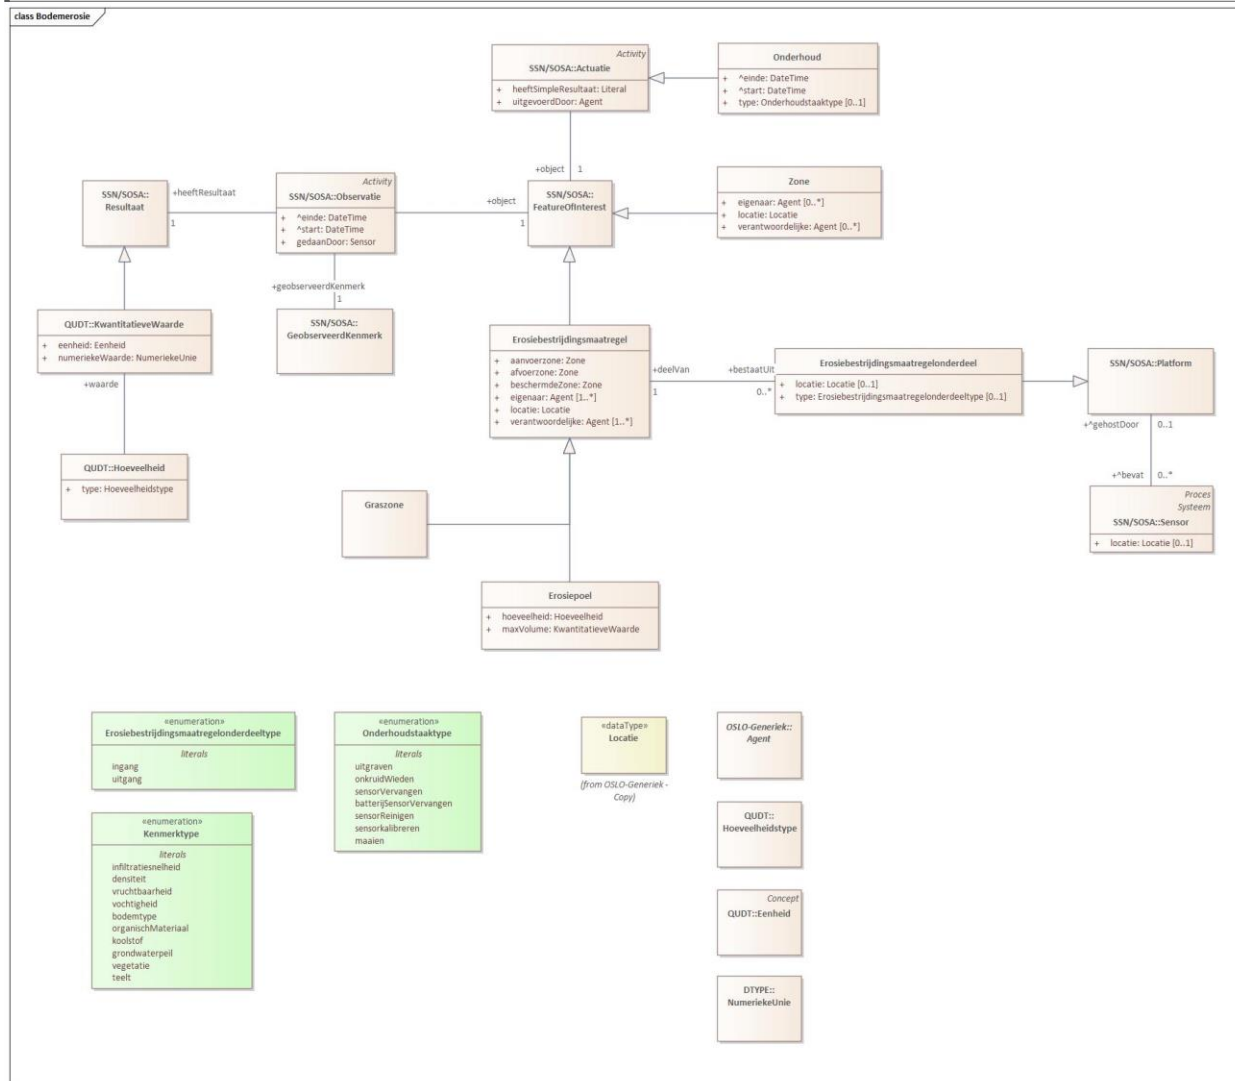 class Bodemerosie
Activity
SSN/SOSA::Actuatie
+ heeftSimpleResultaat: Literal
+ uitgevoerdDoor: Agent
Onderhoud
+ ^einde: DateTime
+ ^start: DateTime
+ type: Onderhoudstaaktype [0..1]
+object 1
SSN/SOSA::
Resultaat
+heeftResultaat
1
Activity
SSN/SOSA::Observatie
+ ^einde: DateTime
+ ^start: DateTime
+ gedaanDoor: Sensor
+object
1
SSN/SOSA::
FeatureOfInterest
Zone
+ eigenaar: Agent [0..*]
+ locatie: Locatie
+ verantwoordelijke: Agent [0..*]
+geobserveerdKenmerk
1
SSN/SOSA::
GeobserveerdKenmerk
QUDT::KwantitatieveWaarde
+ eenheid: Eenheid
+ numeriekeWaarde: NumeriekeUnie
+waarde
QUDT::Hoeveelheid
+ type: Hoeveelheidstype
Erosiebestrijdingsmaatregel
+ aanvoerzone: Zone
+ afvoerzone: Zone
+ beschermdeZone: Zone
+ eigenaar: Agent [1..*]
+ locatie: Locatie
+ verantwoordelijke: Agent [1..*]
+deelVan
1
+bestaatUit
0..*
Erosiebestrijdingsmaatregelonderdeel
+ locatie: Locatie [0..1]
+ type: Erosiebestrijdingsmaatregelonderdeeltype [0..1]
SSN/SOSA::Platform
+^gehostDoor 0..1
+^bevat 0..*
Proces
Systeem
SSN/SOSA::Sensor
+ locatie: Locatie [0..1]
Graszone
Erosiepoel
+ hoeveelheid: Hoeveelheid
+ maxVolume: KwantitatieveWaarde
«enumeration»
Erosiebestrijdingsmaatregelonderdeeltype
literals
ingang
uitgang
«enumeration»
Kenmerktype
literals
infiltratiesnelheid
densiteit
vruchtbaarheid
vochtigheid
bodemtype
organischMateriaal
koolstof
grondwaterpeil
vegetatie
teelt
«enumeration»
Onderhoudstaaktype
literals
uitgraven
onkruidWieden
sensorVervangen
batterijSensorVervangen
sensorReinigen
sensorkalibreren
maaien
«dataType»
Locatie
(from OSLO-Generiek -
Copy)
OSLO-Generiek::
Agent
QUDT::
Hoeveelheidstype
Concept
QUDT::Eenheid
DTYPE::
NumeriekeUnie